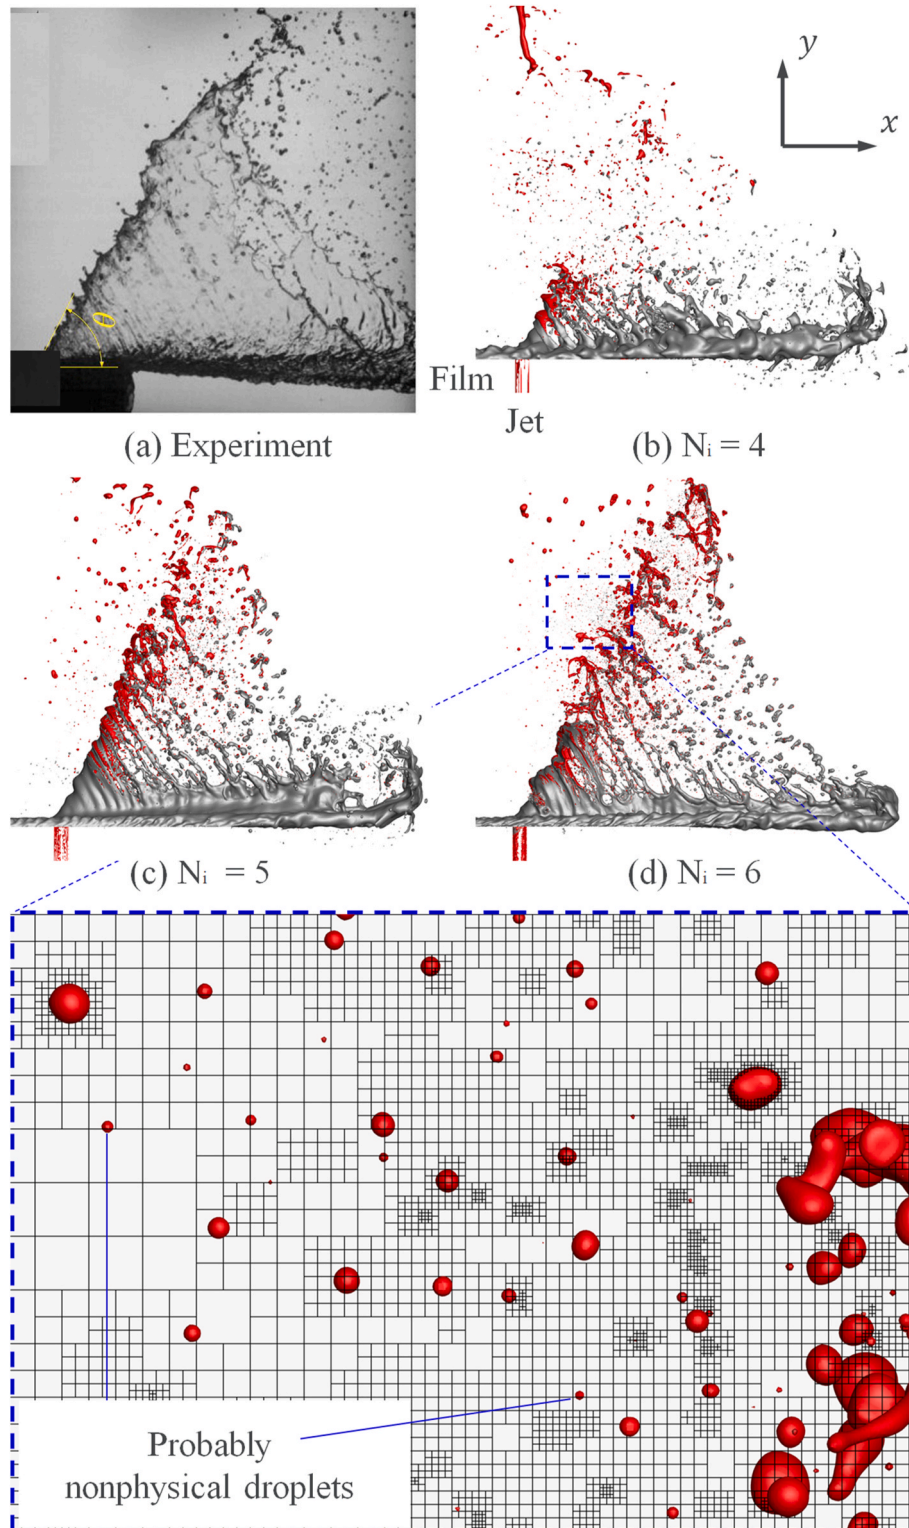 θ
y
x
Film
Jet
(a) Experiment
(b) Nᵢ = 4
(c) Nᵢ = 5
(d) Nᵢ = 6
Probably
nonphysical droplets